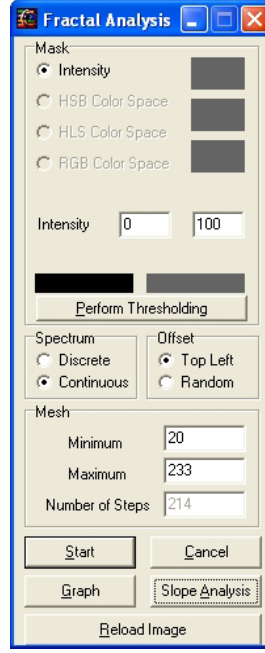 Fractal Analysis
Mask
Intensity
HSB Color Space
HLS Color Space
RGB Color Space
Intensity 0 100
Perform Thresholding
Spectrum Offset
Discrete Top Left
Continuous Random
Mesh
Minimum 20
Maximum 233
Number of Steps 214
Start Cancel
Graph Slope Analysis
Reload Image